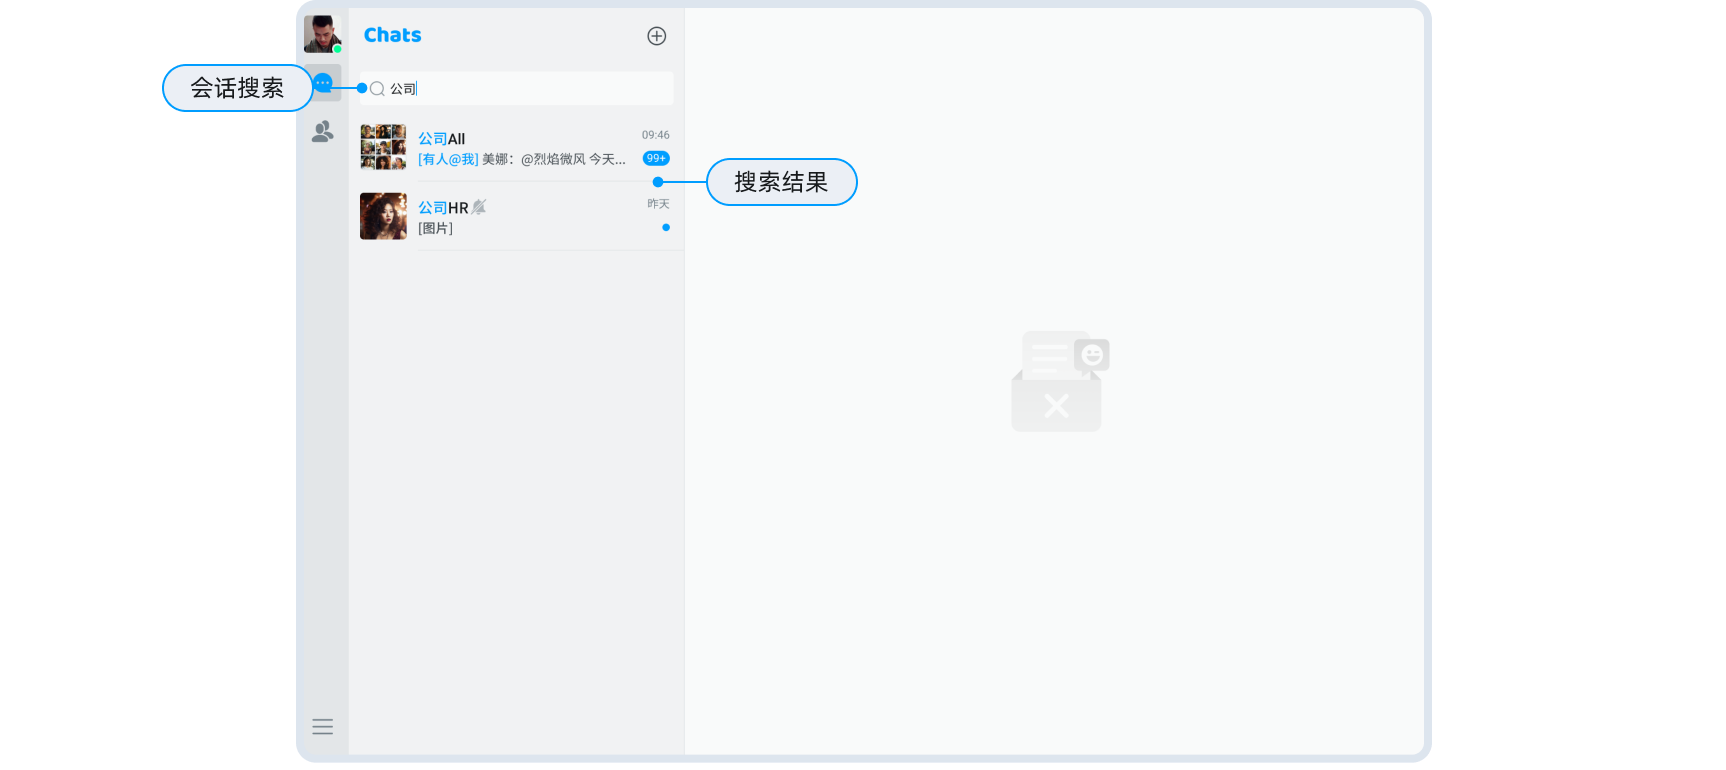 Chats
会话搜索
公司
公司All
09:46
[有人@我] 美娜：@烈焰微风 今天...
99+
搜索结果
公司HR
昨天
[图片]